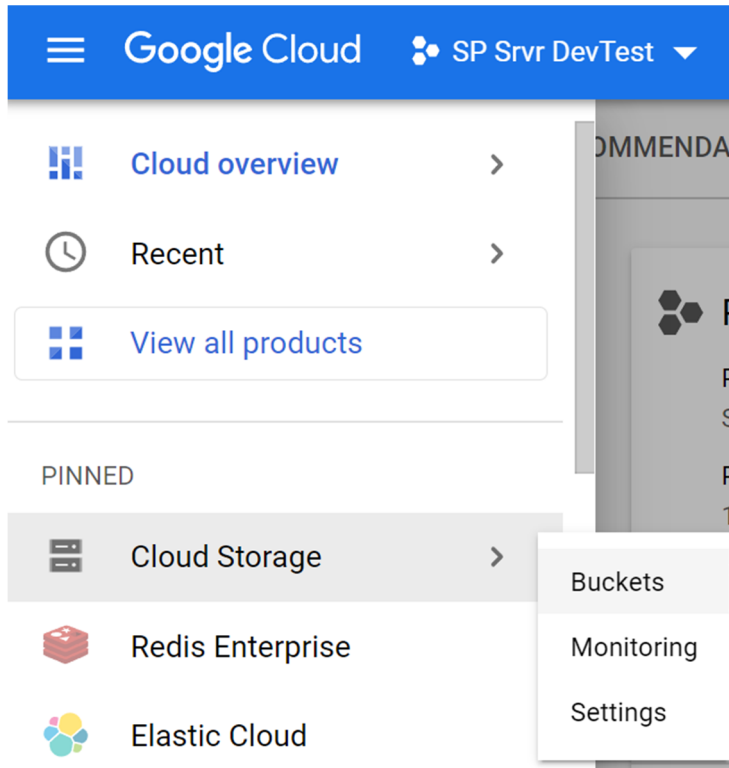 Google Cloud SP Srvr DevTest
OMMENDA
Cloud overview
Recent
View all products
PINNED
Cloud Storage
Redis Enterprise
Elastic Cloud
Buckets
Monitoring
Settings